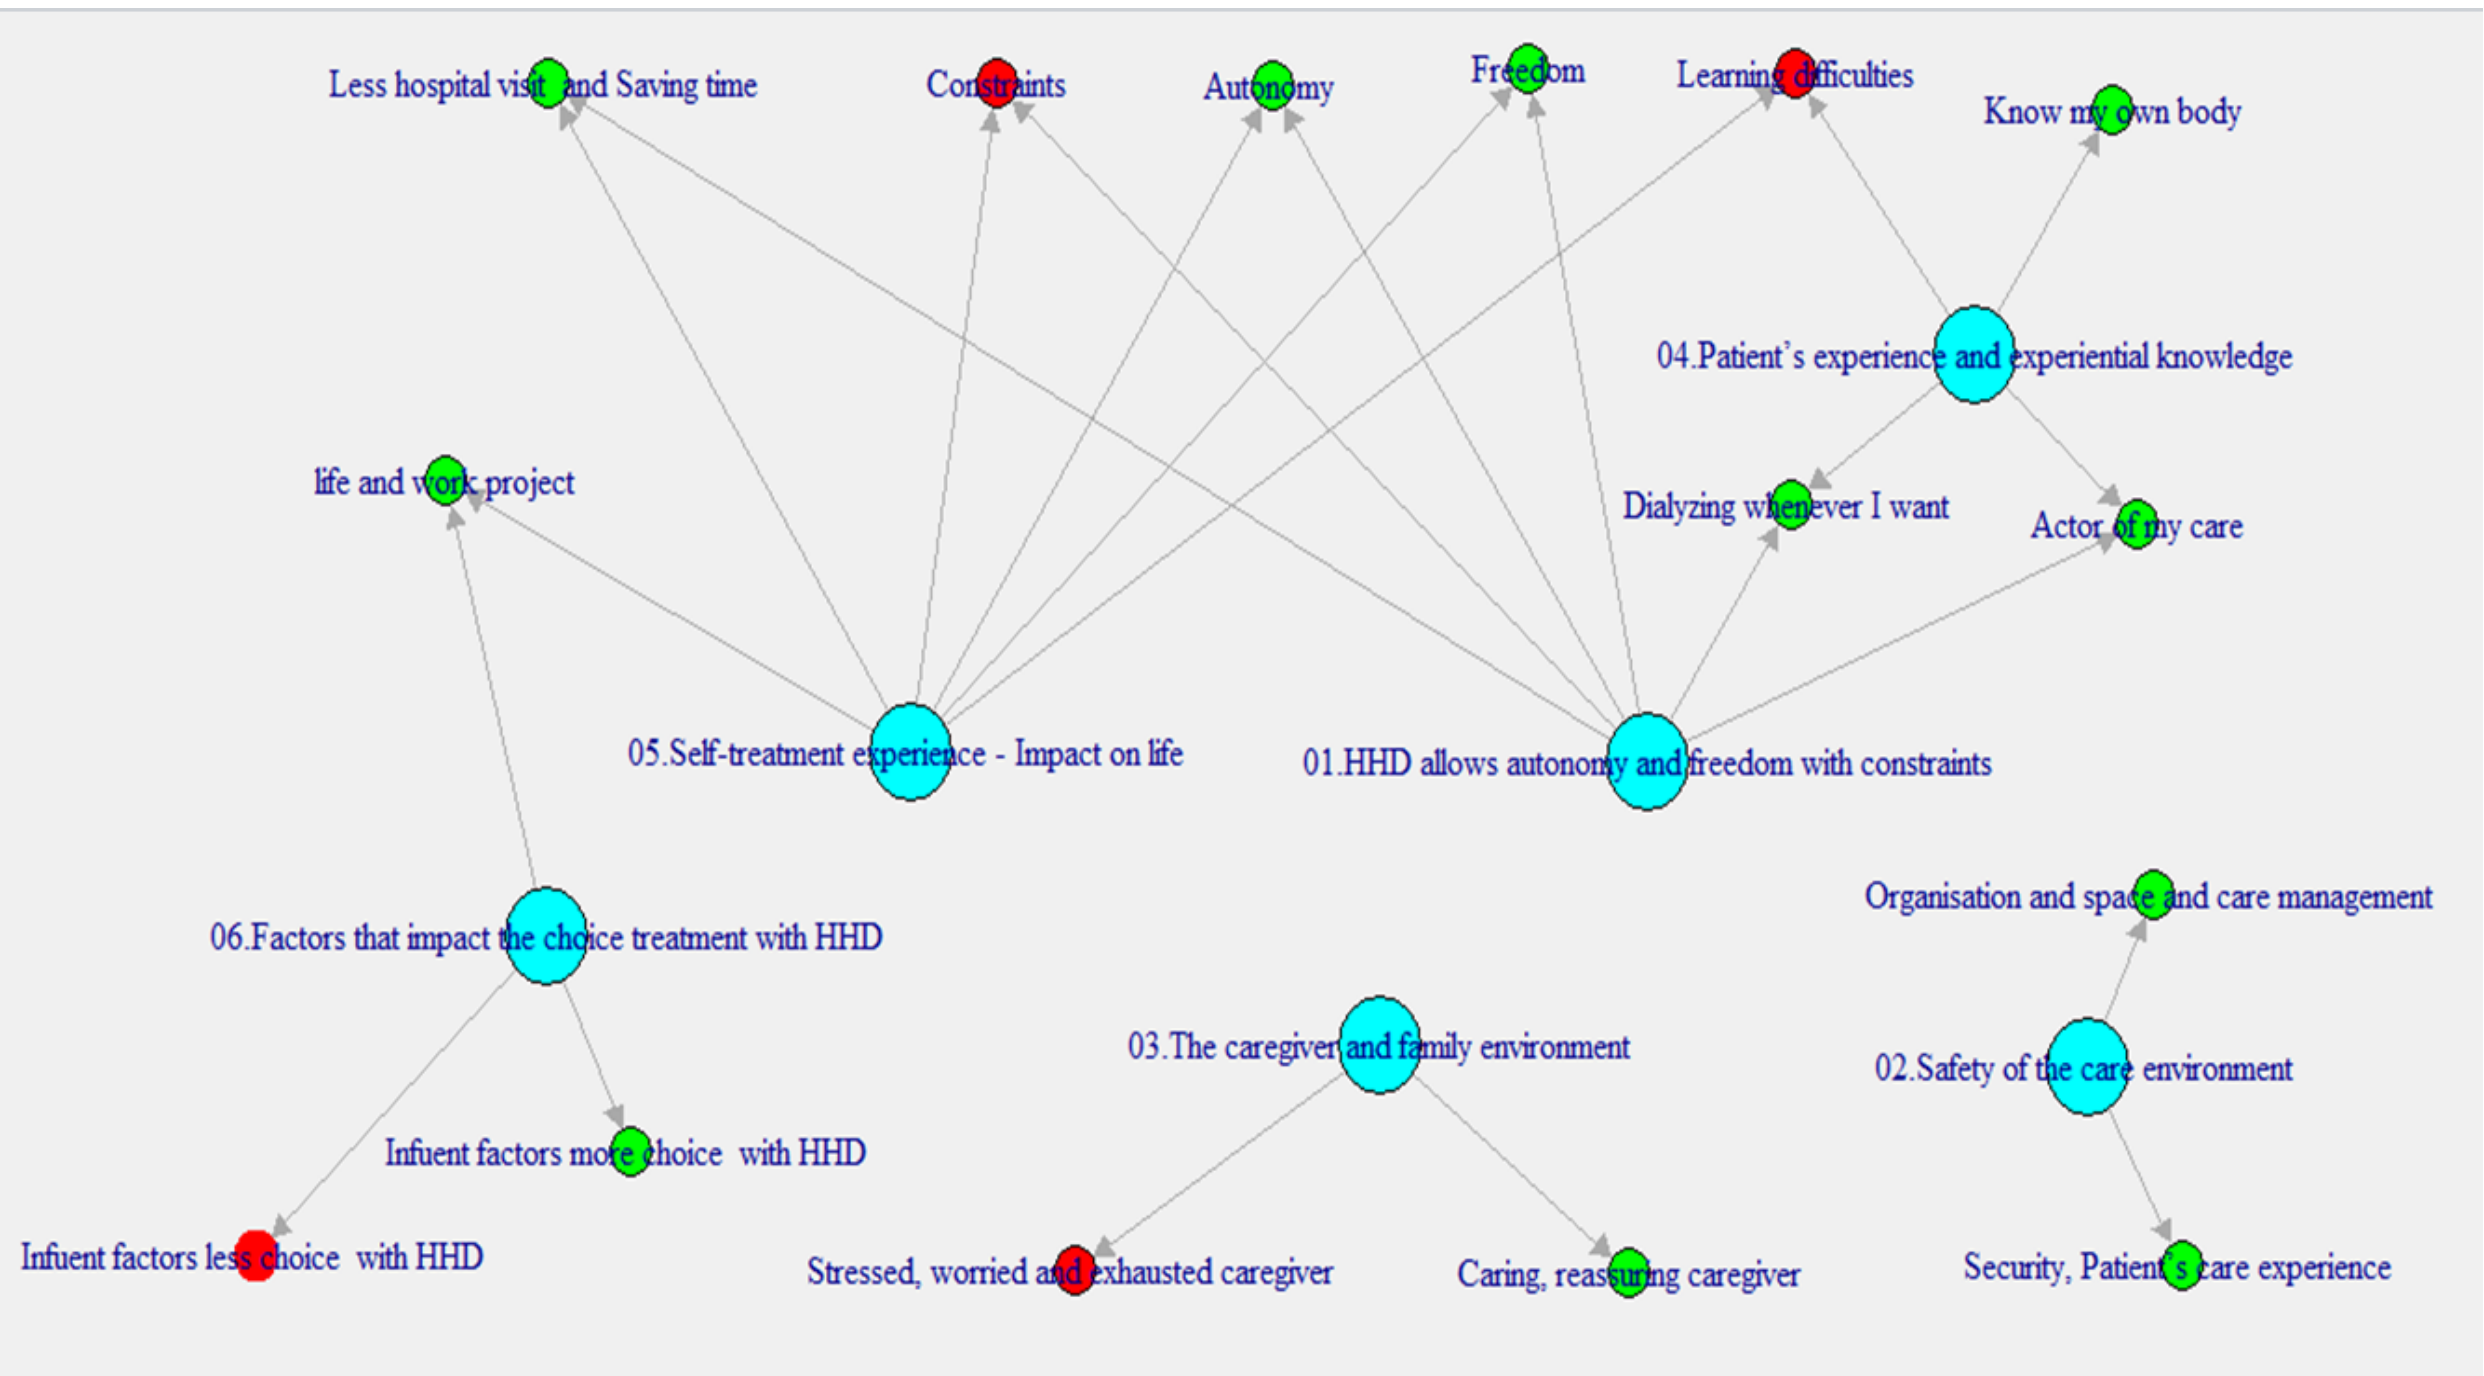 Less hospital visit  and Saving time
Constraints
Autonomy
Freedom
Learning difficulties
Know my own body
04.Patient’s experience and experiential knowledge
life and work project
Dialyzing whenever I want
Actor of my care
05.Self-treatment experience - Impact on life
01.HHD allows autonomy and freedom with constraints
Organisation and space and care management
06.Factors that impact the choice treatment with HHD
03.The caregiver and family environment
02.Safety of the care environment
Infuent factors more choice  with HHD
Infuent factors less choice  with HHD
Stressed, worried and exhausted caregiver
Caring, reassuring caregiver
Security, Patient’s care experience